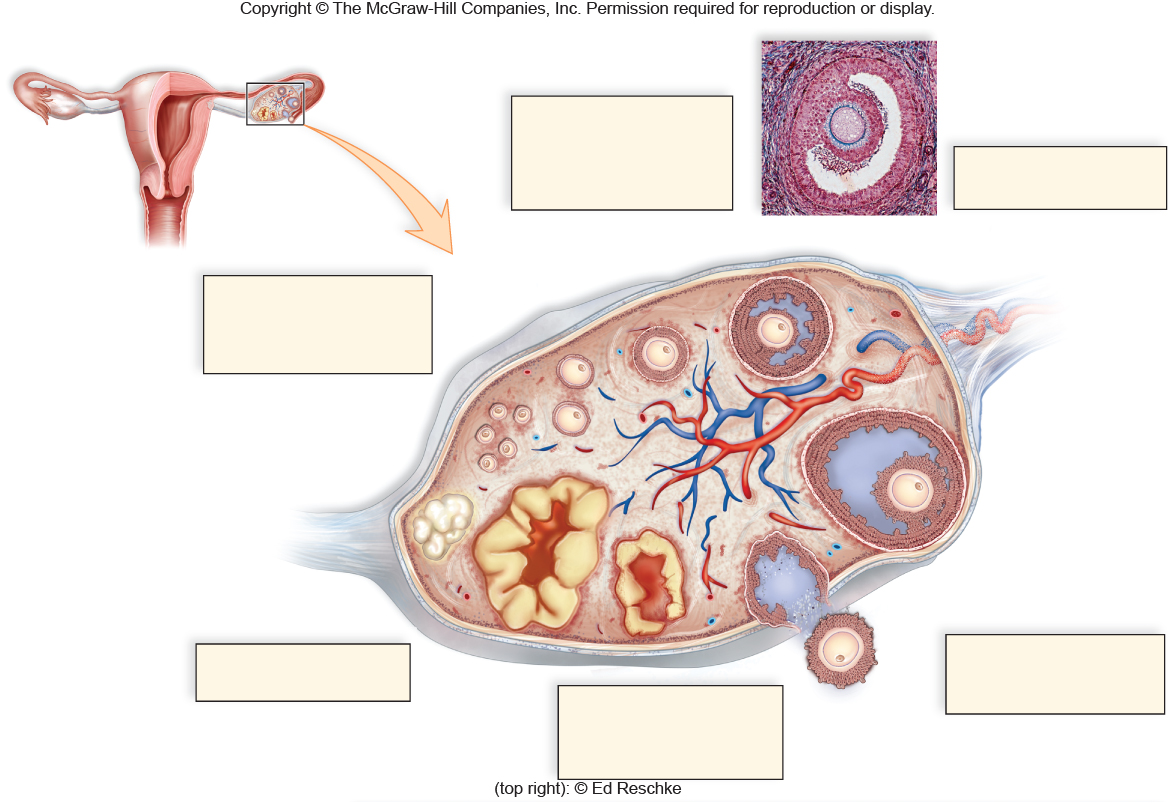 Copyright © The McGraw-Hill Companies, Inc. Permission required for reproduction or display.
(top right): © Ed Reschke